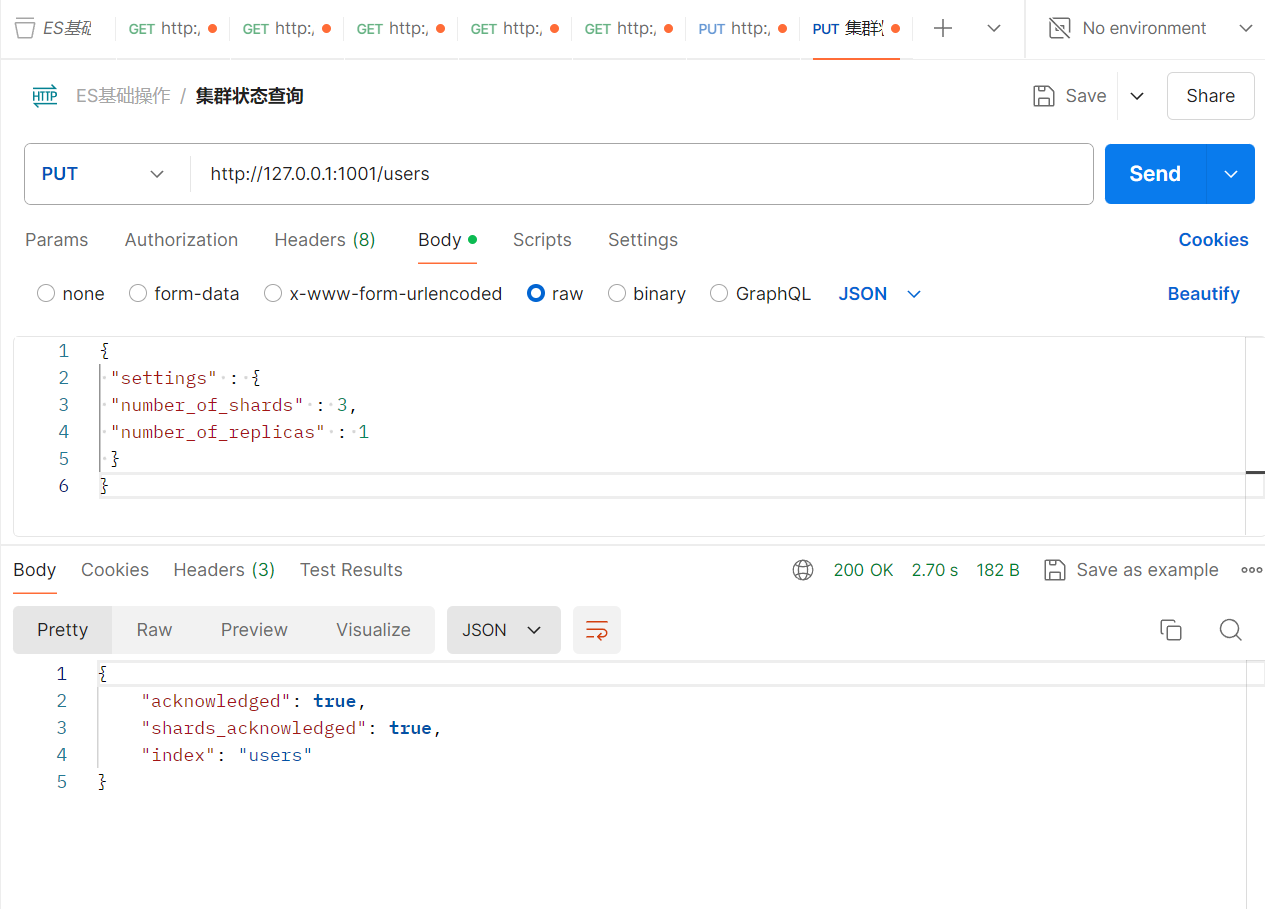 ES基础 GET http:, GET http:, GET http:, GET http:, GET http:, PUT http:, PUT 集群 No environment
HTTP ES基础操作 / 集群状态查询 Save Share
PUT http://127.0.0.1:1001/users Send
Params Authorization Headers (8) Body Scripts Settings Cookies
none form-data x-www-form-urlencoded raw binary GraphQL JSON Beautify
1 {
2 "settings" : {
3 "number_of_shards" : 3,
4 "number_of_replicas" : 1
5 }
6 }
Body Cookies Headers (3) Test Results 200 OK 2.70 s 182 B Save as example
Pretty Raw Preview Visualize JSON
1 {
2 "acknowledged": true,
3 "shards_acknowledged": true,
4 "index": "users"
5 }